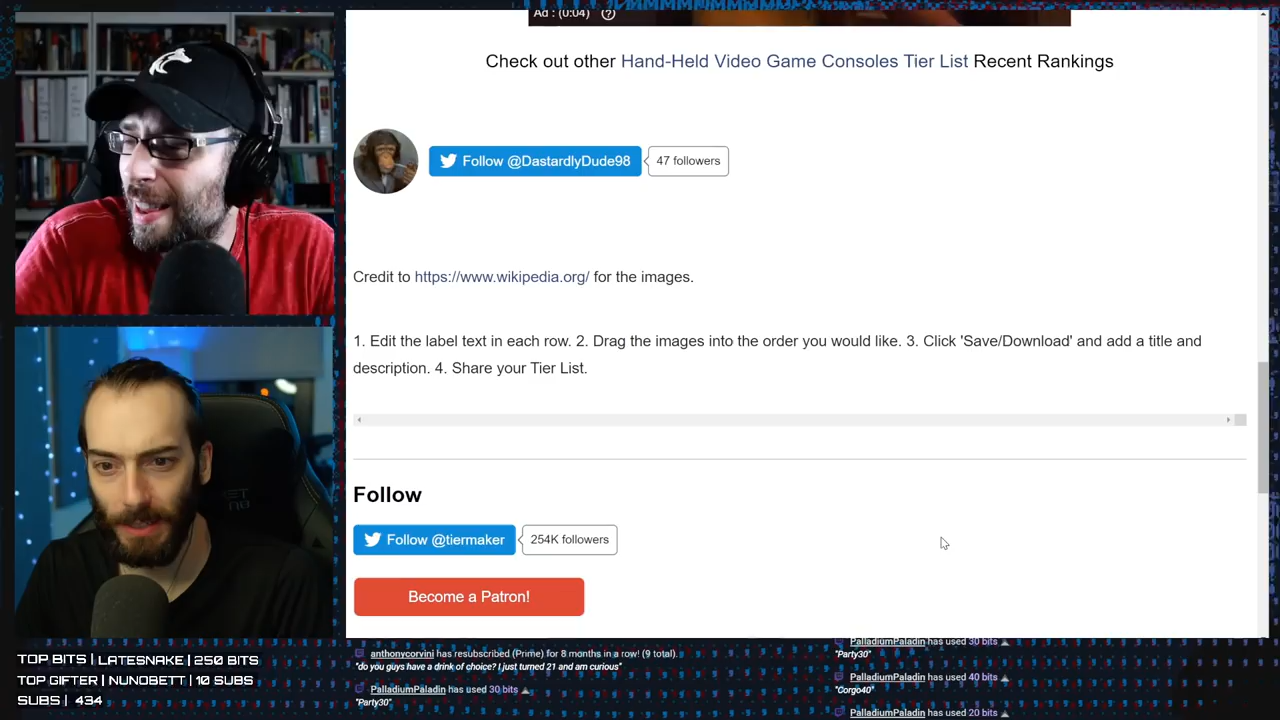 Ad : (0:04)
Check out other Hand-Held Video Game Consoles Tier List Recent Rankings
Follow @DastardlyDude98
47 followers
Credit to https://www.wikipedia.org/ for the images.
1. Edit the label text in each row. 2. Drag the images into the order you would like. 3. Click 'Save/Download' and add a title and
description. 4. Share your Tier List.
Follow
Follow @tiermaker
254K followers
Become a Patron!
TOP BITS | LATESNAKE | 250 BITS
TOP GIFTER | NUNOBETT | 10 SUBS
SUBS | 434
anthonycorvini has resubscribed (Prime) for 8 months in a row! (9 total).
"do you guys have a drink of choice? I just turned 21 and am curious"
PalladiumPaladin has used 30 bits
"Party30"
PalladiumPaladin has used 30 bits
"Party30"
PalladiumPaladin has used 40 bits
"Corgo40"
PalladiumPaladin has used 20 bits